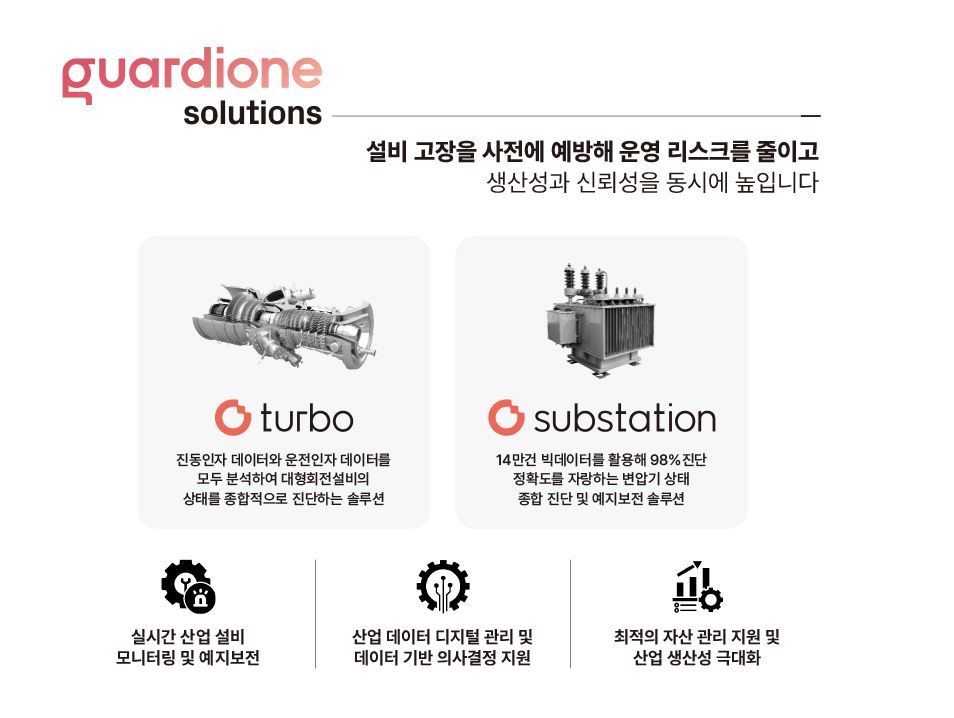 guardione
solutions
설비 고장을 사전에 예방해 운영 리스크를 줄이고
생산성과 신뢰성을 동시에 높입니다
turbo
진동인자 데이터와 운전인자 데이터를
모두 분석하여 대형회전설비의
상태를 종합적으로 진단하는 솔루션
substation
14만건 빅데이터를 활용해 98%진단
정확도를 자랑하는 변압기 상태
종합 진단 및 예지보전 솔루션
실시간 산업 설비
모니터링 및 예지보전
산업 데이터 디지털 관리 및
데이터 기반 의사결정 지원
최적의 자산 관리 지원 및
산업 생산성 극대화